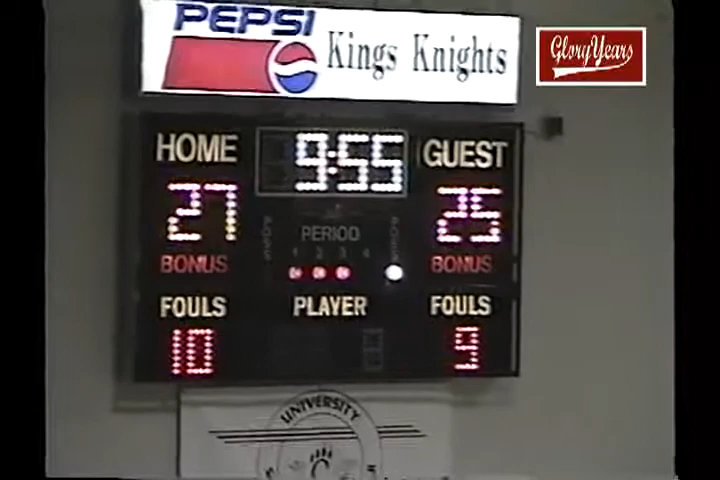 PEPSI
Kings Knights
GloryYears
HOME
9:55
GUEST
27
25
PERIOD
1 2 3 4
BONUS
BONUS
FOULS
PLAYER
FOULS
10
9
UNIVERSITY